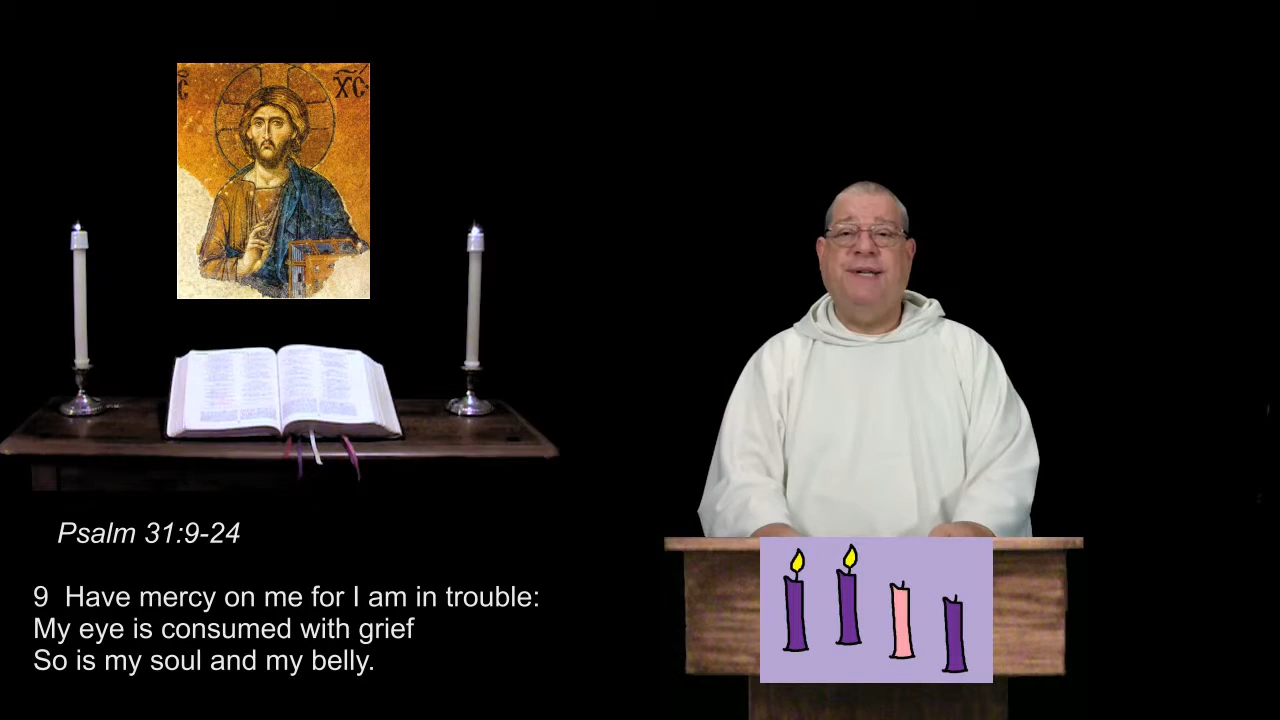 C
XC
Psalm 31:9-24
9 Have mercy on me for I am in trouble:
My eye is consumed with grief
So is my soul and my belly.